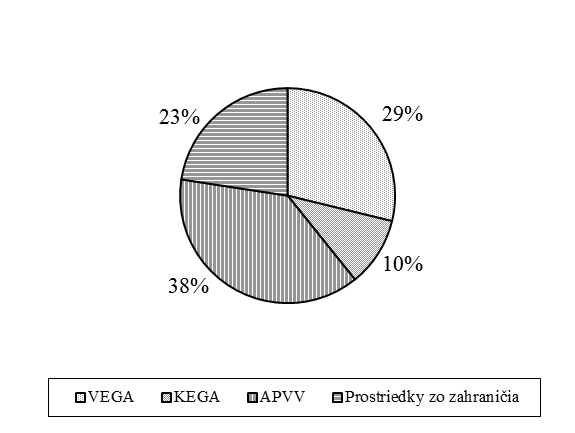 23%
29%
10%
38%
VEGA KEGA APVV Prostriedky zo zahraničia